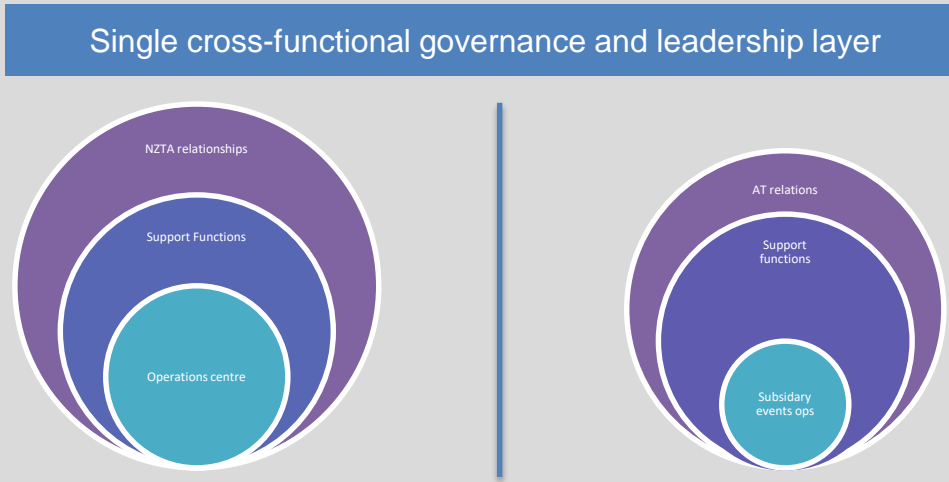 Single cross-functional governance and leadership layer
NZTA relationships
Support Functions
Operations centre
AT relations
Support
functions
Subsidary
events ops